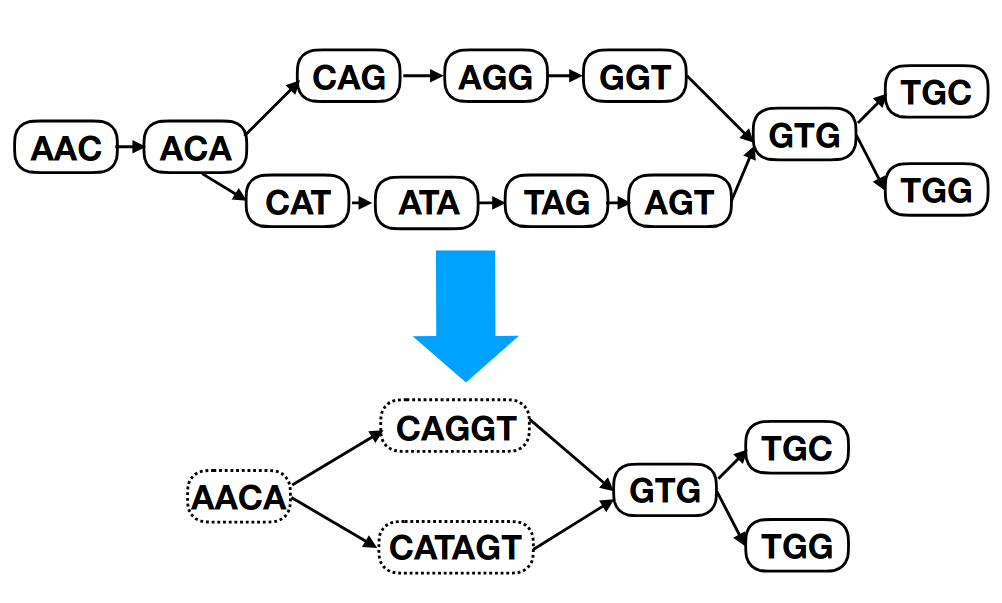 CAG AGG GGT
TGC
AAC ACA GTG
CAT ATA TAG AGT TGG
CAGGT
TGC
AACA GTG
CATAGT TGG